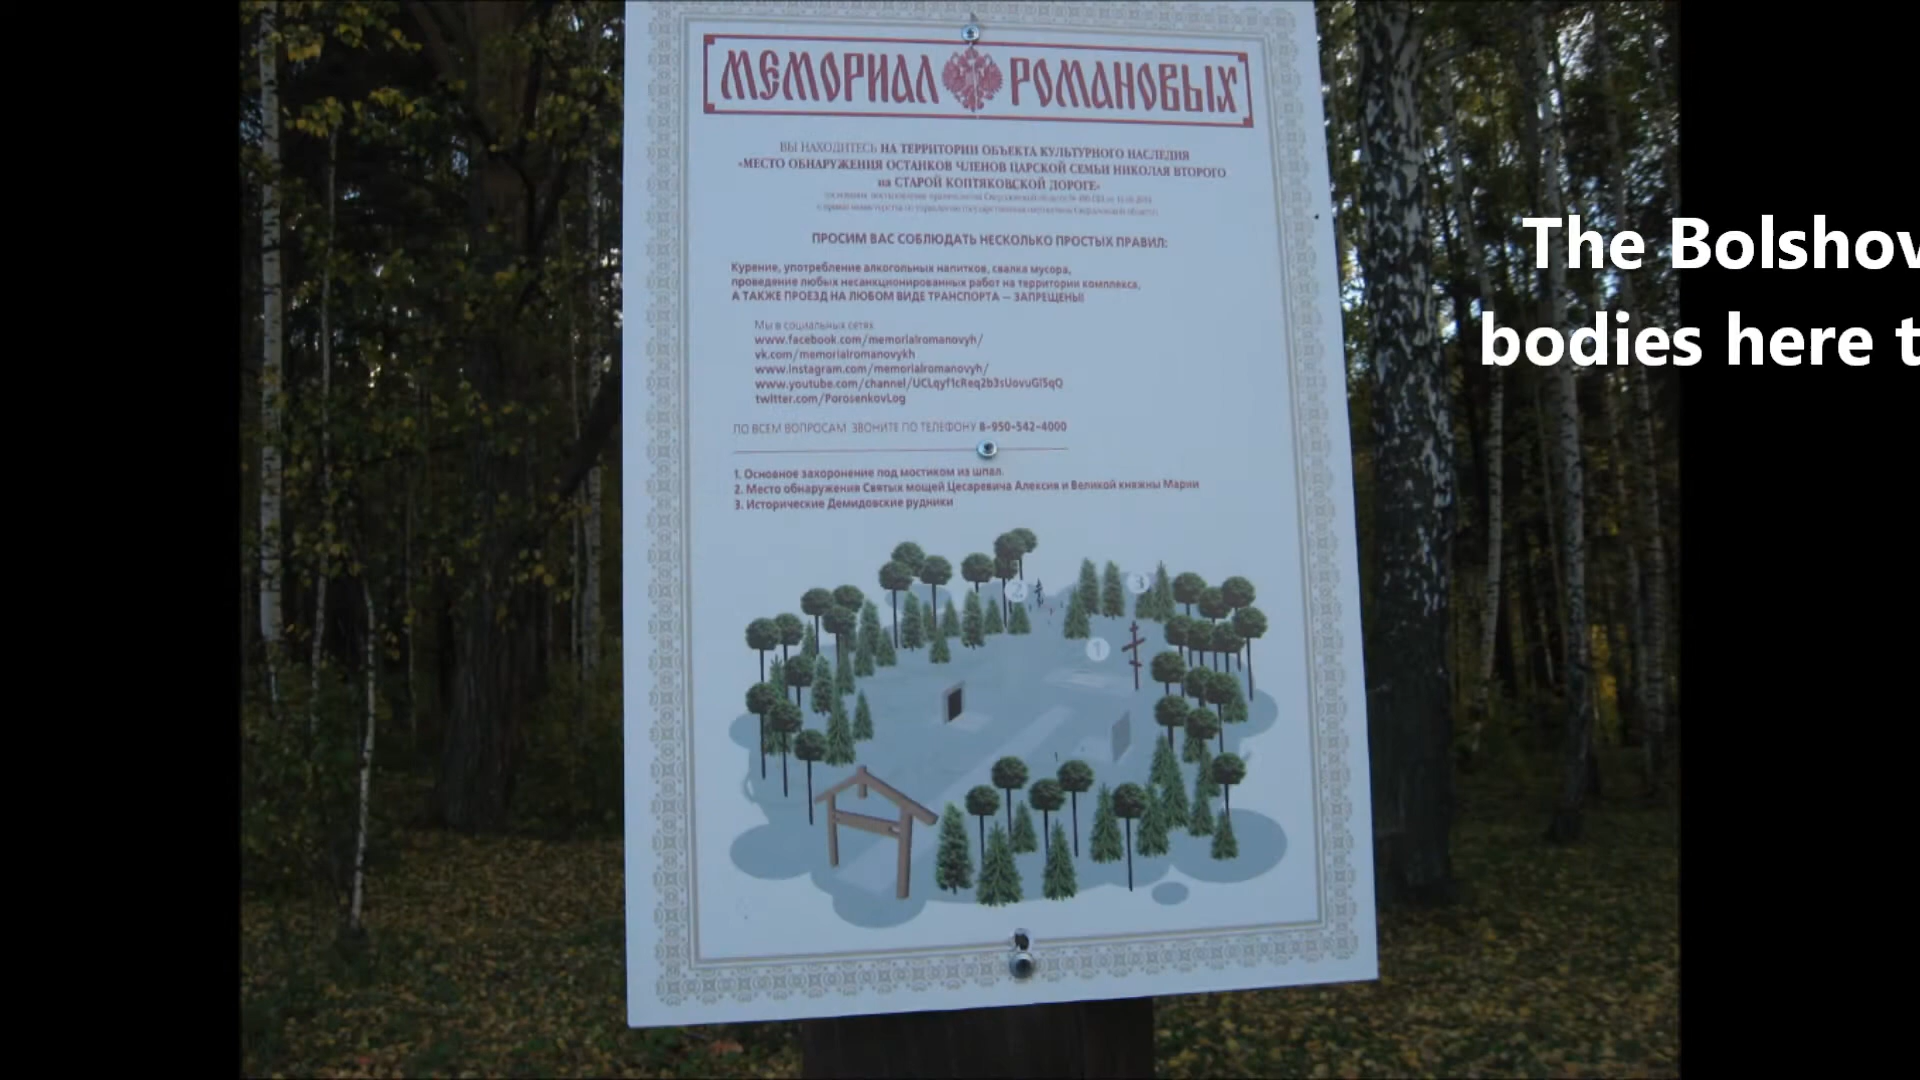 МЕМОРИАЛ РОМАНОВЫХ
ВЫ НАХОДИТЕСЬ НА ТЕРРИТОРИИ ОБЪЕКТА КУЛЬТУРНОГО НАСЛЕДИЯ
«МЕСТО ОБНАРУЖЕНИЯ ОСТАНКОВ ЧЛЕНОВ ЦАРСКОЙ СЕМЬИ НИКОЛАЯ ВТОРОГО
на СТАРОЙ КОПТЯКОВСКОЙ ДОРОГЕ»
ПРОСИМ ВАС СОБЛЮДАТЬ НЕСКОЛЬКО ПРОСТЫХ ПРАВИЛ:
Курение, употребление алкогольных напитков, свалка мусора,
проведение любых несанкционированных работ на территории комплекса,
А ТАКЖЕ ПРОЕЗД НА ЛЮБОМ ВИДЕ ТРАНСПОРТА – ЗАПРЕЩЕНЫ!
Мы в социальных сетях
www.facebook.com/memorialromanovyh/
vk.com/memorialromanovykh
www.instagram.com/memorialromanovyh/
www.youtube.com/channel/
twitter.com/PorosenkovLog
ПО ВСЕМ ВОПРОСАМ ЗВОНИТЕ ПО ТЕЛЕФОНУ 8-950-542-4000
1. Основное захоронение под мостиком из шпал.
2. Место обнаружения Святых мощей Цесаревича Алексия и Великой княжны Марии
3. Исторические Демидовские рудники
2
3
1
The Bolshov
bodies here t